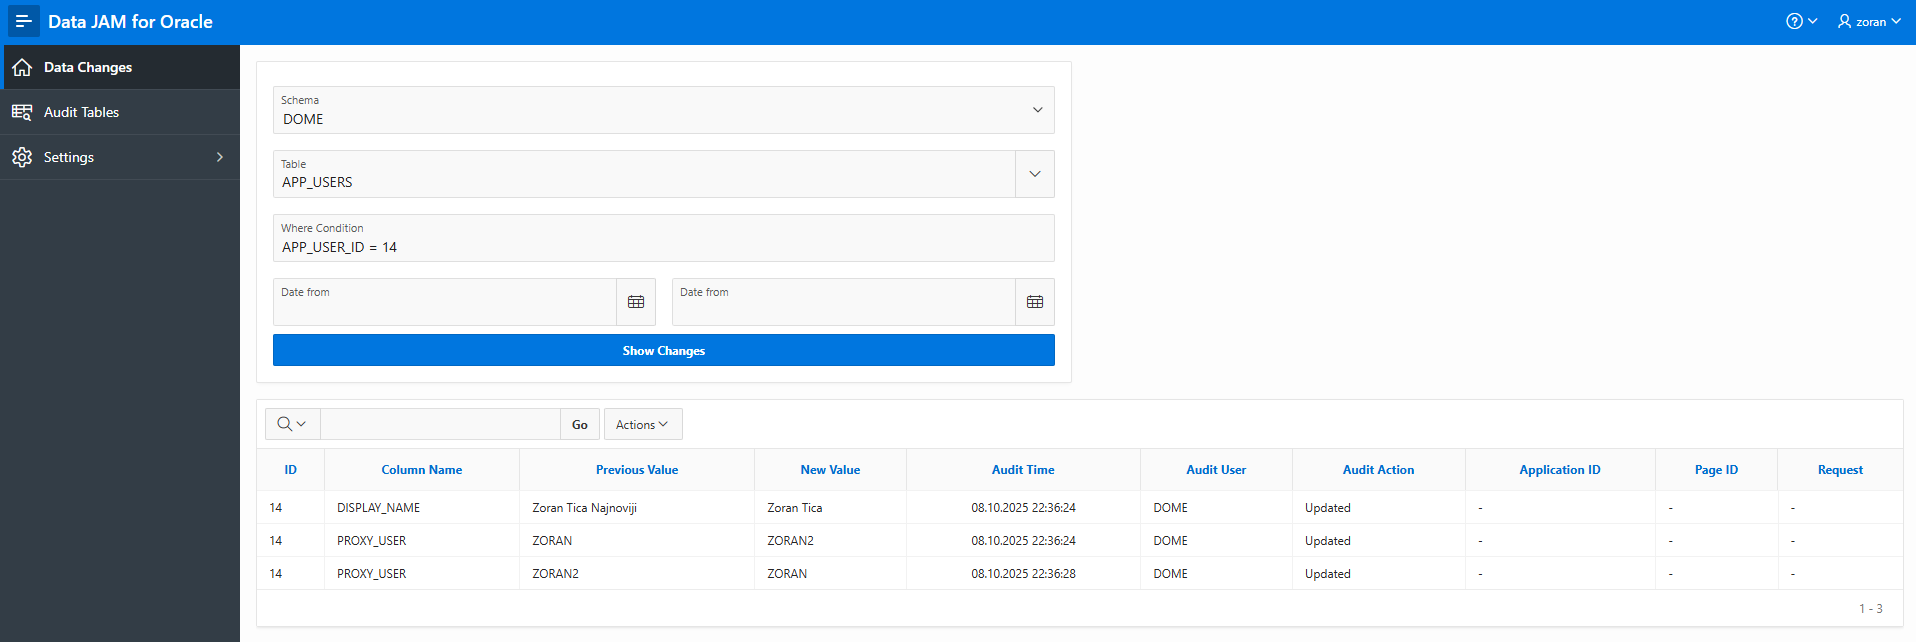 Data JAM for Oracle
zoran
Data Changes
Audit Tables
Settings
Schema
DOME
Table
APP_USERS
Where Condition
APP_USER_ID = 14
Date from Date from
Show Changes
Go Actions
ID Column Name Previous Value New Value Audit Time Audit User Audit Action Application ID Page ID Request
14 DISPLAY_NAME Zoran Tica Najnoviji Zoran Tica 08.10.2025 22:36:24 DOME Updated - - -
14 PROXY_USER ZORAN ZORAN2 08.10.2025 22:36:24 DOME Updated - - -
14 PROXY_USER ZORAN2 ZORAN 08.10.2025 22:36:28 DOME Updated - - -
1 - 3